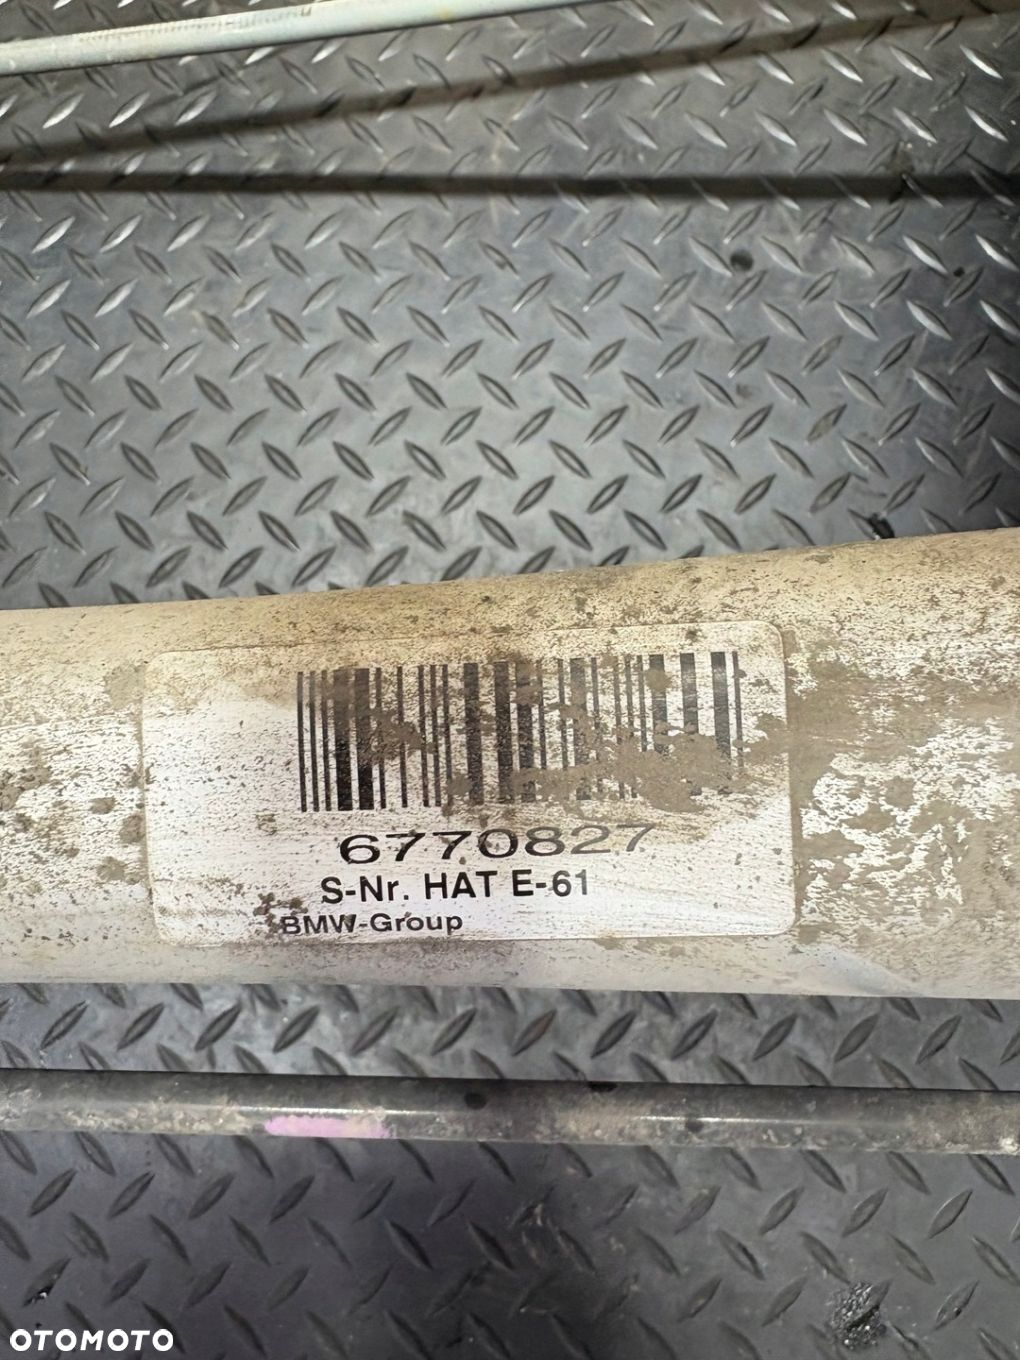 6770827
S-Nr. HAT E-61
BMW-Group
OTOMOTO